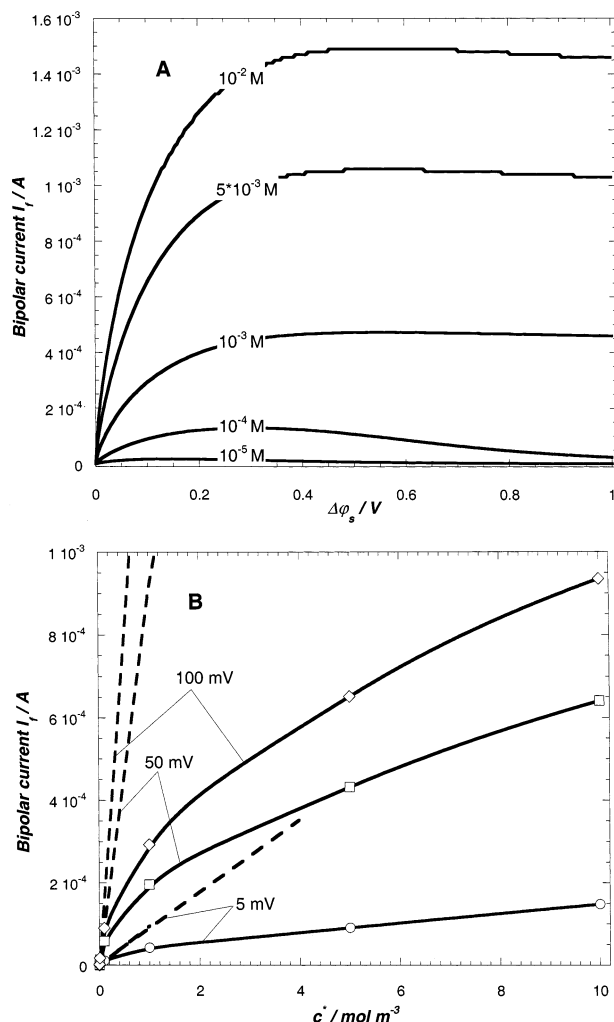 1.6 10⁻³
A
1.4 10⁻³
10⁻² M
1.2 10⁻³
1 10⁻³
5*10⁻³ M
8 10⁻⁴
6 10⁻⁴
4 10⁻⁴
10⁻³ M
2 10⁻⁴
10⁻⁴ M
10⁻⁵ M
0
Bipolar current I_f / A
0 0.2 0.4 0.6 0.8 1
Δφ_s / V
1 10⁻³
B
8 10⁻⁴
100 mV
6 10⁻⁴
50 mV
4 10⁻⁴
2 10⁻⁴
5 mV
0
Bipolar current I_f / A
0 2 4 6 8 10
c* / mol m⁻³